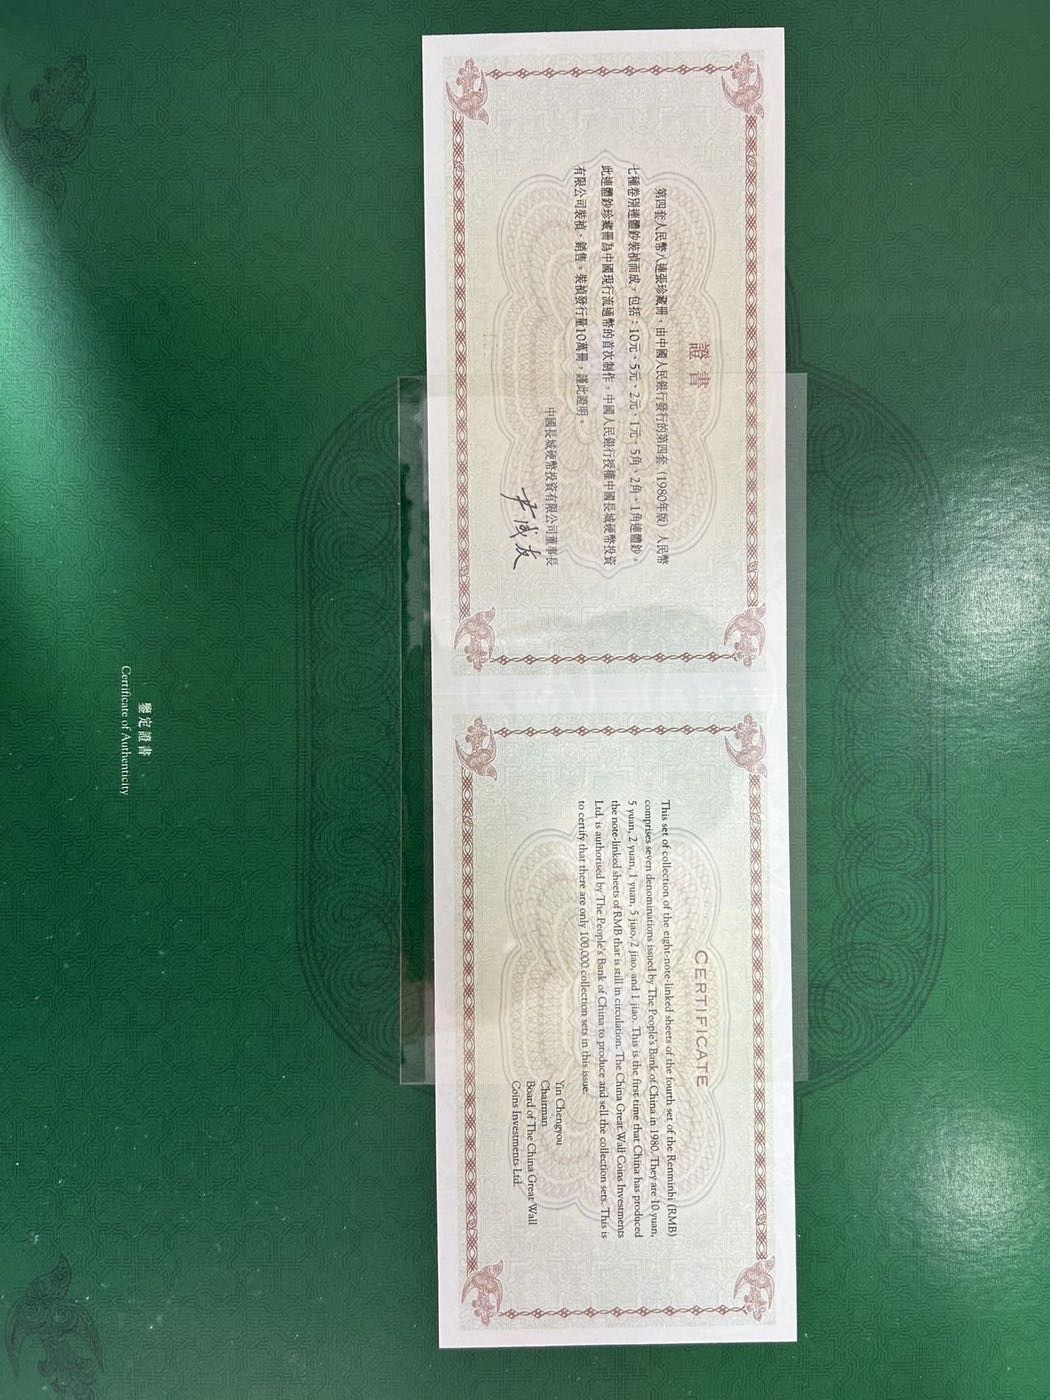 證書
第四套人民幣八連張珍藏冊，由中國人民銀行發行的第四套（1980年版）人民幣
七種卷別連體鈔裝禎而成，包括：10元、5元、2元、1元、5角、2角、1角連體鈔。
此連體鈔珍藏冊為中國現行流通幣的首次制作，中國人民銀行授權中國長城硬幣投資
有限公司裝禎、銷售。裝禎發行量10萬冊，謹此證明。
中國長城硬幣投資有限公司董事長
尹成友
CERTIFICATE
This set of collection of the eight-note-linked sheets of the fourth set of the Renminbi (RMB)
comprises seven denominations issued by The People's Bank of China in 1980. They are 10 yuan,
5 yuan, 2 yuan, 1 yuan, 5 jiao, 2 jiao, and 1 jiao. This is the first time that China has produced
the note-linked sheets of RMB that is still in circulation. The China Great Wall Coins Investments
Ltd. is authorised by The People's Bank of China to produce and sell the collection sets. This is
to certify that there are only 100,000 collection sets in this issue.
Yin Chengyou
Chairman
Board of The China Great Wall
Coins Investments Ltd.
鑒定證書
Certificate of Authenticity